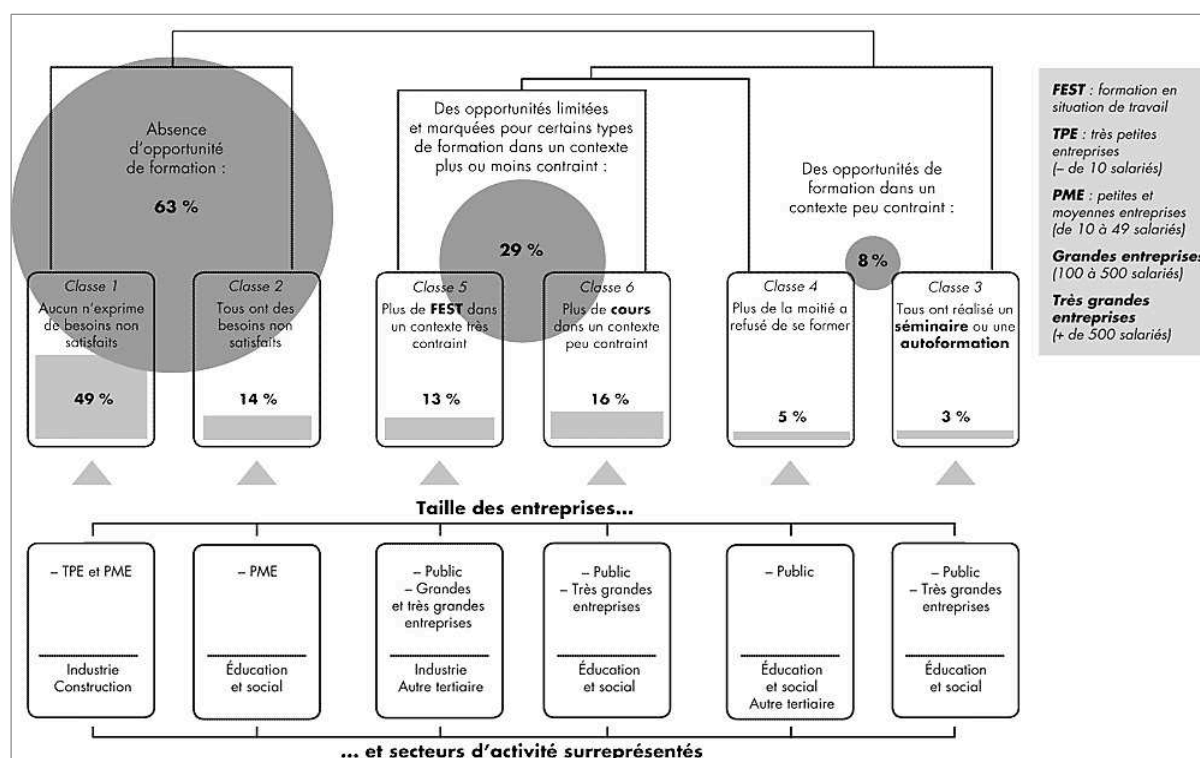 Absence
d'opportunité
de formation :
63 %
Des opportunités limitées
et marquées pour certains types
de formation dans un contexte
plus ou moins contraint :
29 %
Des opportunités de
formation dans un
contexte peu contraint :
8 %
FEST : formation en
situation de travail
TPE : très petites
entreprises
(– de 10 salariés)
PME : petites et
moyennes entreprises
(de 10 à 49 salariés)
Grandes entreprises
(100 à 500 salariés)
Très grandes
entreprises
(+ de 500 salariés)
Classe 1
Aucun n'exprime
de besoins non
satisfaits
49 %
Classe 2
Tous ont des
besoins non
satisfaits
14 %
Classe 5
Plus de FEST dans
un contexte très
contraint
13 %
Classe 6
Plus de cours
dans un contexte
peu contraint
16 %
Classe 4
Plus de la moitié a
refusé de se former
5 %
Classe 3
Tous ont réalisé un
séminaire ou une
autoformation
3 %
Taille des entreprises...
– TPE et PME
Industrie
Construction
– PME
Éducation
et social
– Public
– Grandes
et très grandes
entreprises
Industrie
Autre tertiaire
– Public
– Très grandes
entreprises
Éducation
et social
– Public
Éducation
et social
Autre tertiaire
– Public
– Très grandes
entreprises
Éducation
et social
... et secteurs d'activité surreprésentés